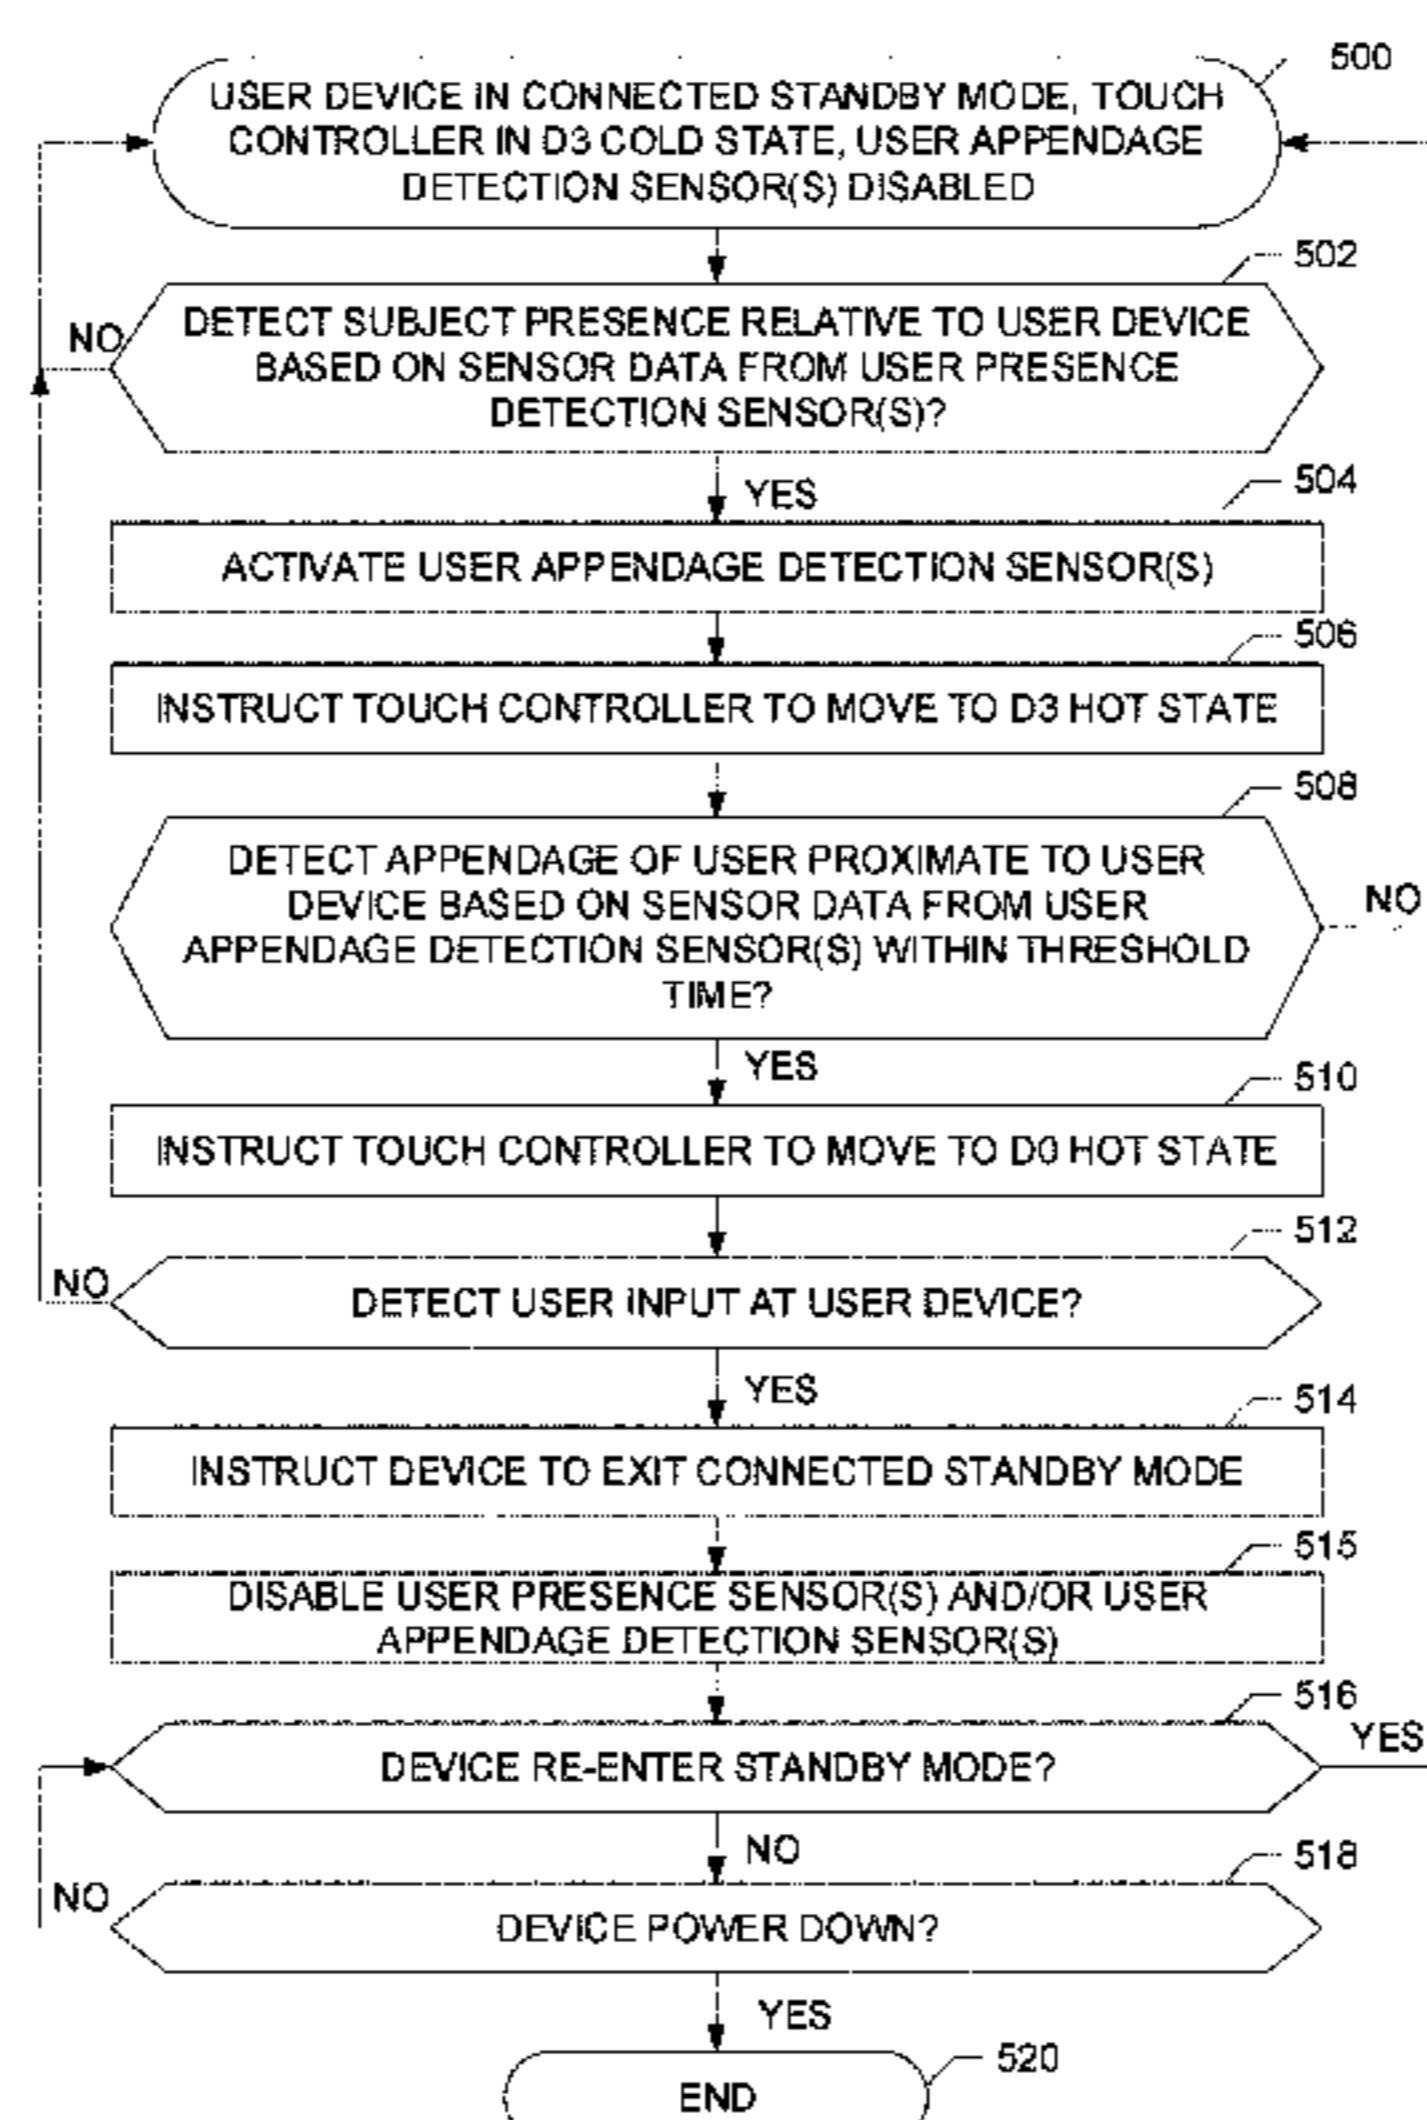 500
USER DEVICE IN CONNECTED STANDBY MODE, TOUCH
CONTROLLER IN D3 COLD STATE, USER APPENDAGE
DETECTION SENSOR(S) DISABLED
502
NO
DETECT SUBJECT PRESENCE RELATIVE TO USER DEVICE
BASED ON SENSOR DATA FROM USER PRESENCE
DETECTION SENSOR(S)?
YES
504
ACTIVATE USER APPENDAGE DETECTION SENSOR(S)
506
INSTRUCT TOUCH CONTROLLER TO MOVE TO D3 HOT STATE
508
DETECT APPENDAGE OF USER PROXIMATE TO USER
DEVICE BASED ON SENSOR DATA FROM USER
APPENDAGE DETECTION SENSOR(S) WITHIN THRESHOLD
TIME?
NO
YES
510
INSTRUCT TOUCH CONTROLLER TO MOVE TO D0 HOT STATE
512
NO
DETECT USER INPUT AT USER DEVICE?
YES
514
INSTRUCT DEVICE TO EXIT CONNECTED STANDBY MODE
515
DISABLE USER PRESENCE SENSOR(S) AND/OR USER
APPENDAGE DETECTION SENSOR(S)
516
DEVICE RE-ENTER STANDBY MODE?
YES
NO
518
NO
DEVICE POWER DOWN?
YES
520
END